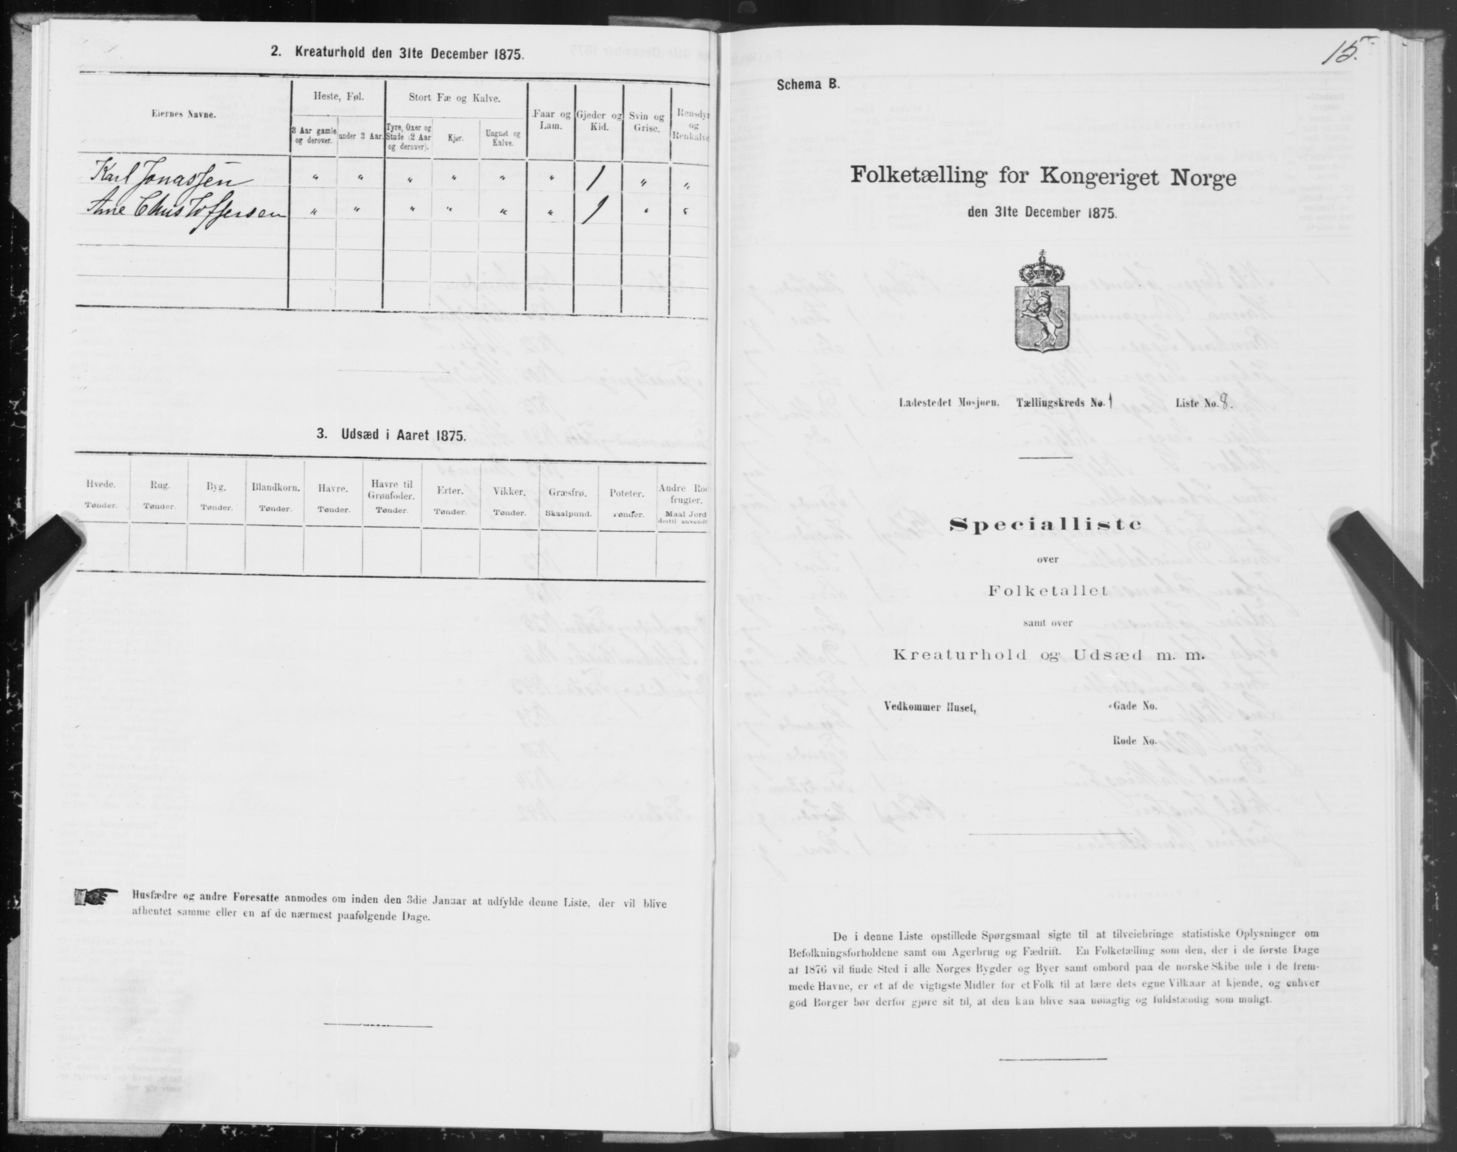 2. Kreaturhold den 31te December 1875.
Eiernes Navne.
Heste, Føl.
3 Aar gamle og derover.
under 3 Aar.
Stort Fæ og Kalve.
Tyre, Oxer og Stude (2 Aar og derover).
Kjør.
Ungnøt og Kalve.
Faar og Lam.
Gjeder og Kid.
Svin og Grise.
Rensdyr og Renkalve
Karl Jonassen " " " " " " 1 " "
Arne Christoffersen " " " " " " 1 " "
3. Udsæd i Aaret 1875.
Hvede. Tønder.
Rug. Tønder.
Byg. Tønder.
Blandkorn. Tønder.
Havre. Tønder.
Havre til Grønfoder. Tønder.
Erter. Tønder.
Vikker. Tønder.
Græsfrø. Skaalpund.
Poteter. Tønder.
Andre Rodfrugter. Maal Jord dertil anvendt
Husfædre og andre Foresatte anmodes om inden den 3die Januar at udfylde denne Liste, der vil blive
afhentet samme eller en af de nærmest paafølgende Dage.
15.
Schema B.
Folketælling for Kongeriget Norge
den 31te December 1875.
Ladestedet Mosjøen. Tællingskreds No. 1 Liste No. 8.
Specialliste
over
Folketallet
samt over
Kreaturhold og Udsæd m. m.
Vedkommer Huset, Gade No.
Rode No.
De i denne Liste opstillede Spørgsmaal sigte til at tilveiebringe statistiske Oplysninger om
Befolkningsforholdene samt om Agerbrug og Fædrift. En Folketælling som den, der i de første Dage
af 1876 vil finde Sted i alle Norges Bygder og Byer samt ombord paa de norske Skibe ude i de frem-
mede Havne, er et af de vigtigste Midler for et Folk til at lære dets egne Vilkaar at kjende, og enhver
god Borger bør derfor gjøre sit til, at den kan blive saa nøiagtig og fuldstændig som muligt.